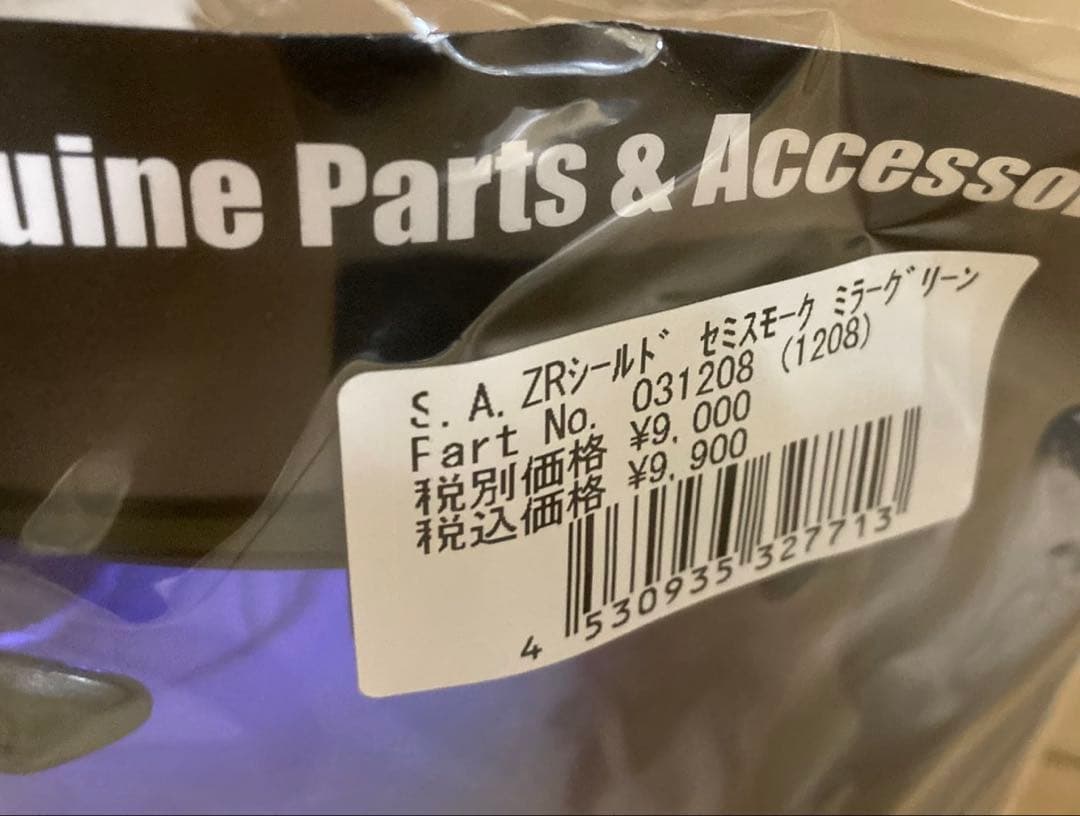 uine Parts & Accesso
S. A. ZRシールド セミスモーク ミラーグリーン
Part No. 031208 (1208)
税別価格 ¥9, 000
税込価格 ¥9, 900
4 530935 327713